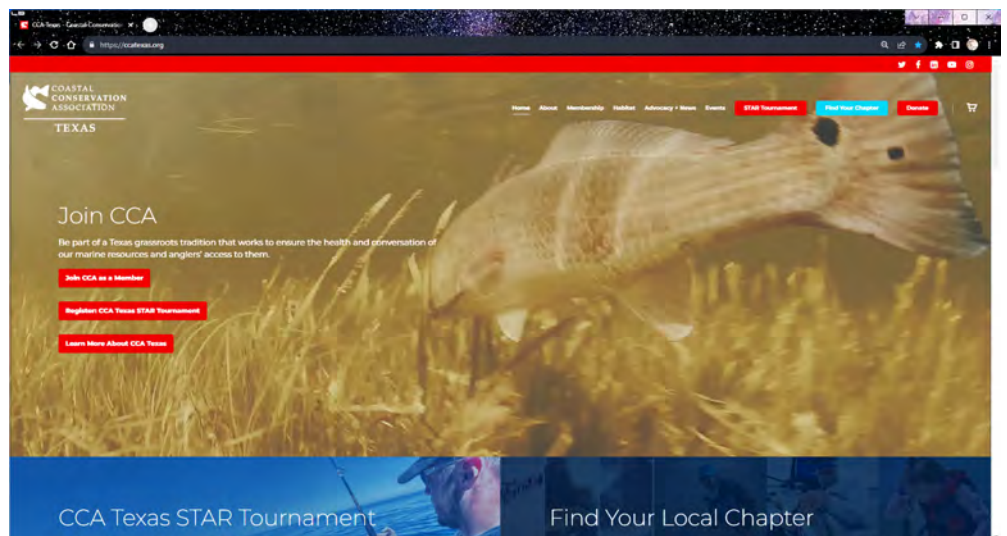 CCA Texas - Coastal Conservatio
https://ccatexas.org
COASTAL
CONSERVATION
ASSOCIATION
TEXAS
Home About Membership Habitat Advocacy + News Events STAR Tournament Find Your Chapter Donate
Join CCA
Be part of a Texas grassroots tradition that works to ensure the health and conversation of
our marine resources and anglers' access to them.
Join CCA as a Member
Register: CCA Texas STAR Tournament
Learn More About CCA Texas
CCA Texas STAR Tournament
Find Your Local Chapter